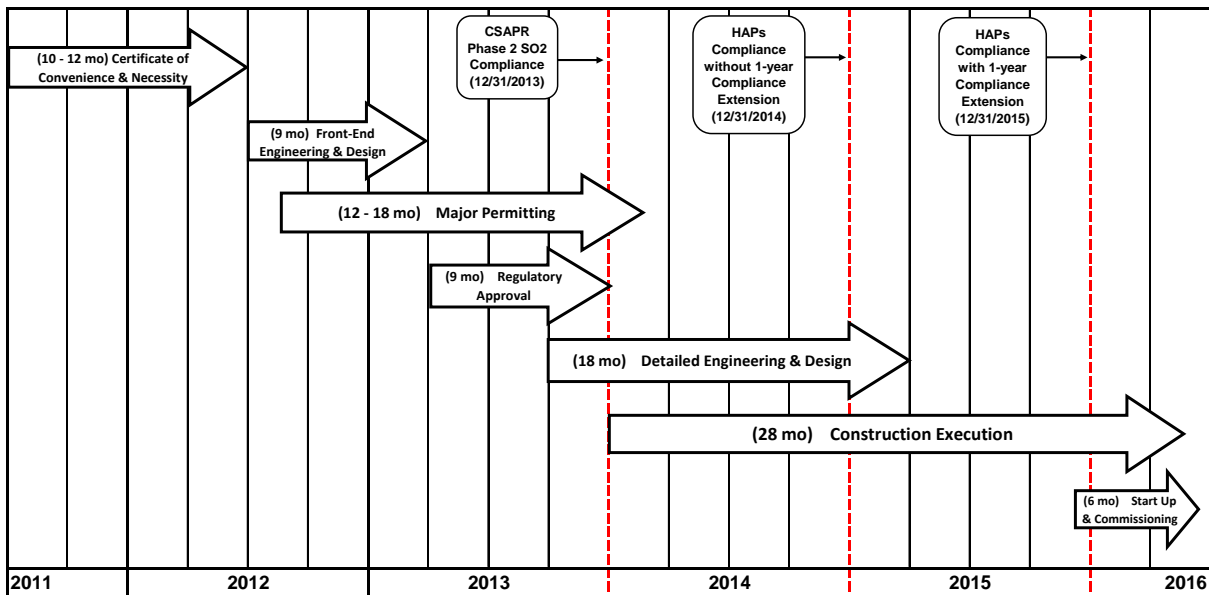 (10 - 12 mo) Certificate of
Convenience & Necessity
CSAPR
Phase 2 SO2
Compliance
(12/31/2013)
HAPs
Compliance
without 1-year
Compliance
Extension
(12/31/2014)
HAPs
Compliance
with 1-year
Compliance
Extension
(12/31/2015)
(9 mo) Front-End
Engineering & Design
(12 - 18 mo) Major Permitting
(9 mo) Regulatory
Approval
(18 mo) Detailed Engineering & Design
(28 mo) Construction Execution
(6 mo) Start Up
& Commissioning
2011 2012 2013 2014 2015 2016